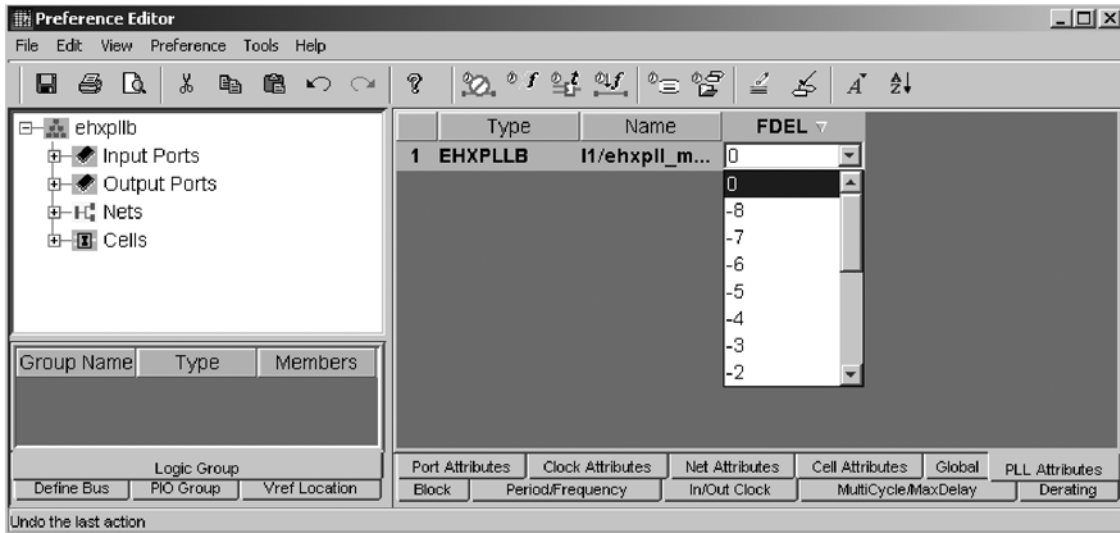 Preference Editor
File Edit View Preference Tools Help
ehxpllb
Input Ports
Output Ports
Nets
Cells
Type Name FDEL
1 EHXPLLB I1/ehxpll_m... 0
0
-8
-7
-6
-5
-4
-3
-2
Group Name Type Members
Logic Group
Define Bus PIO Group Vref Location
Port Attributes Clock Attributes Net Attributes Cell Attributes Global PLL Attributes
Block Period/Frequency In/Out Clock MultiCycle/MaxDelay Derating
Undo the last action